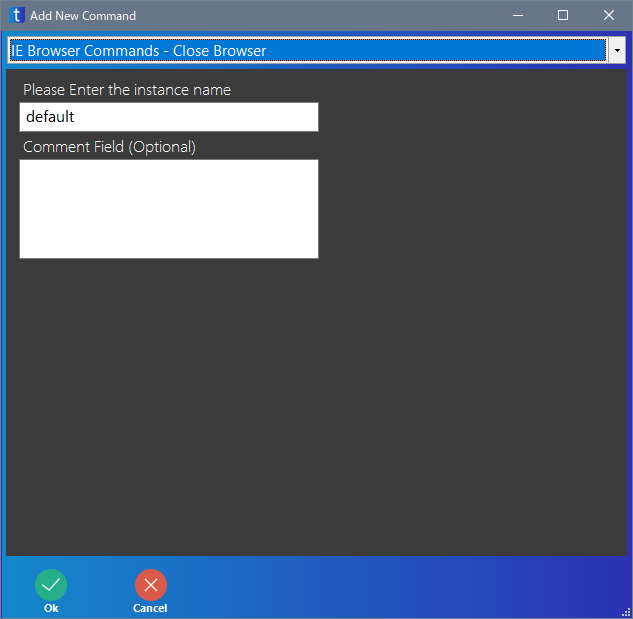 t Add New Command
IE Browser Commands - Close Browser
Please Enter the instance name
default
Comment Field (Optional)
Ok
Cancel